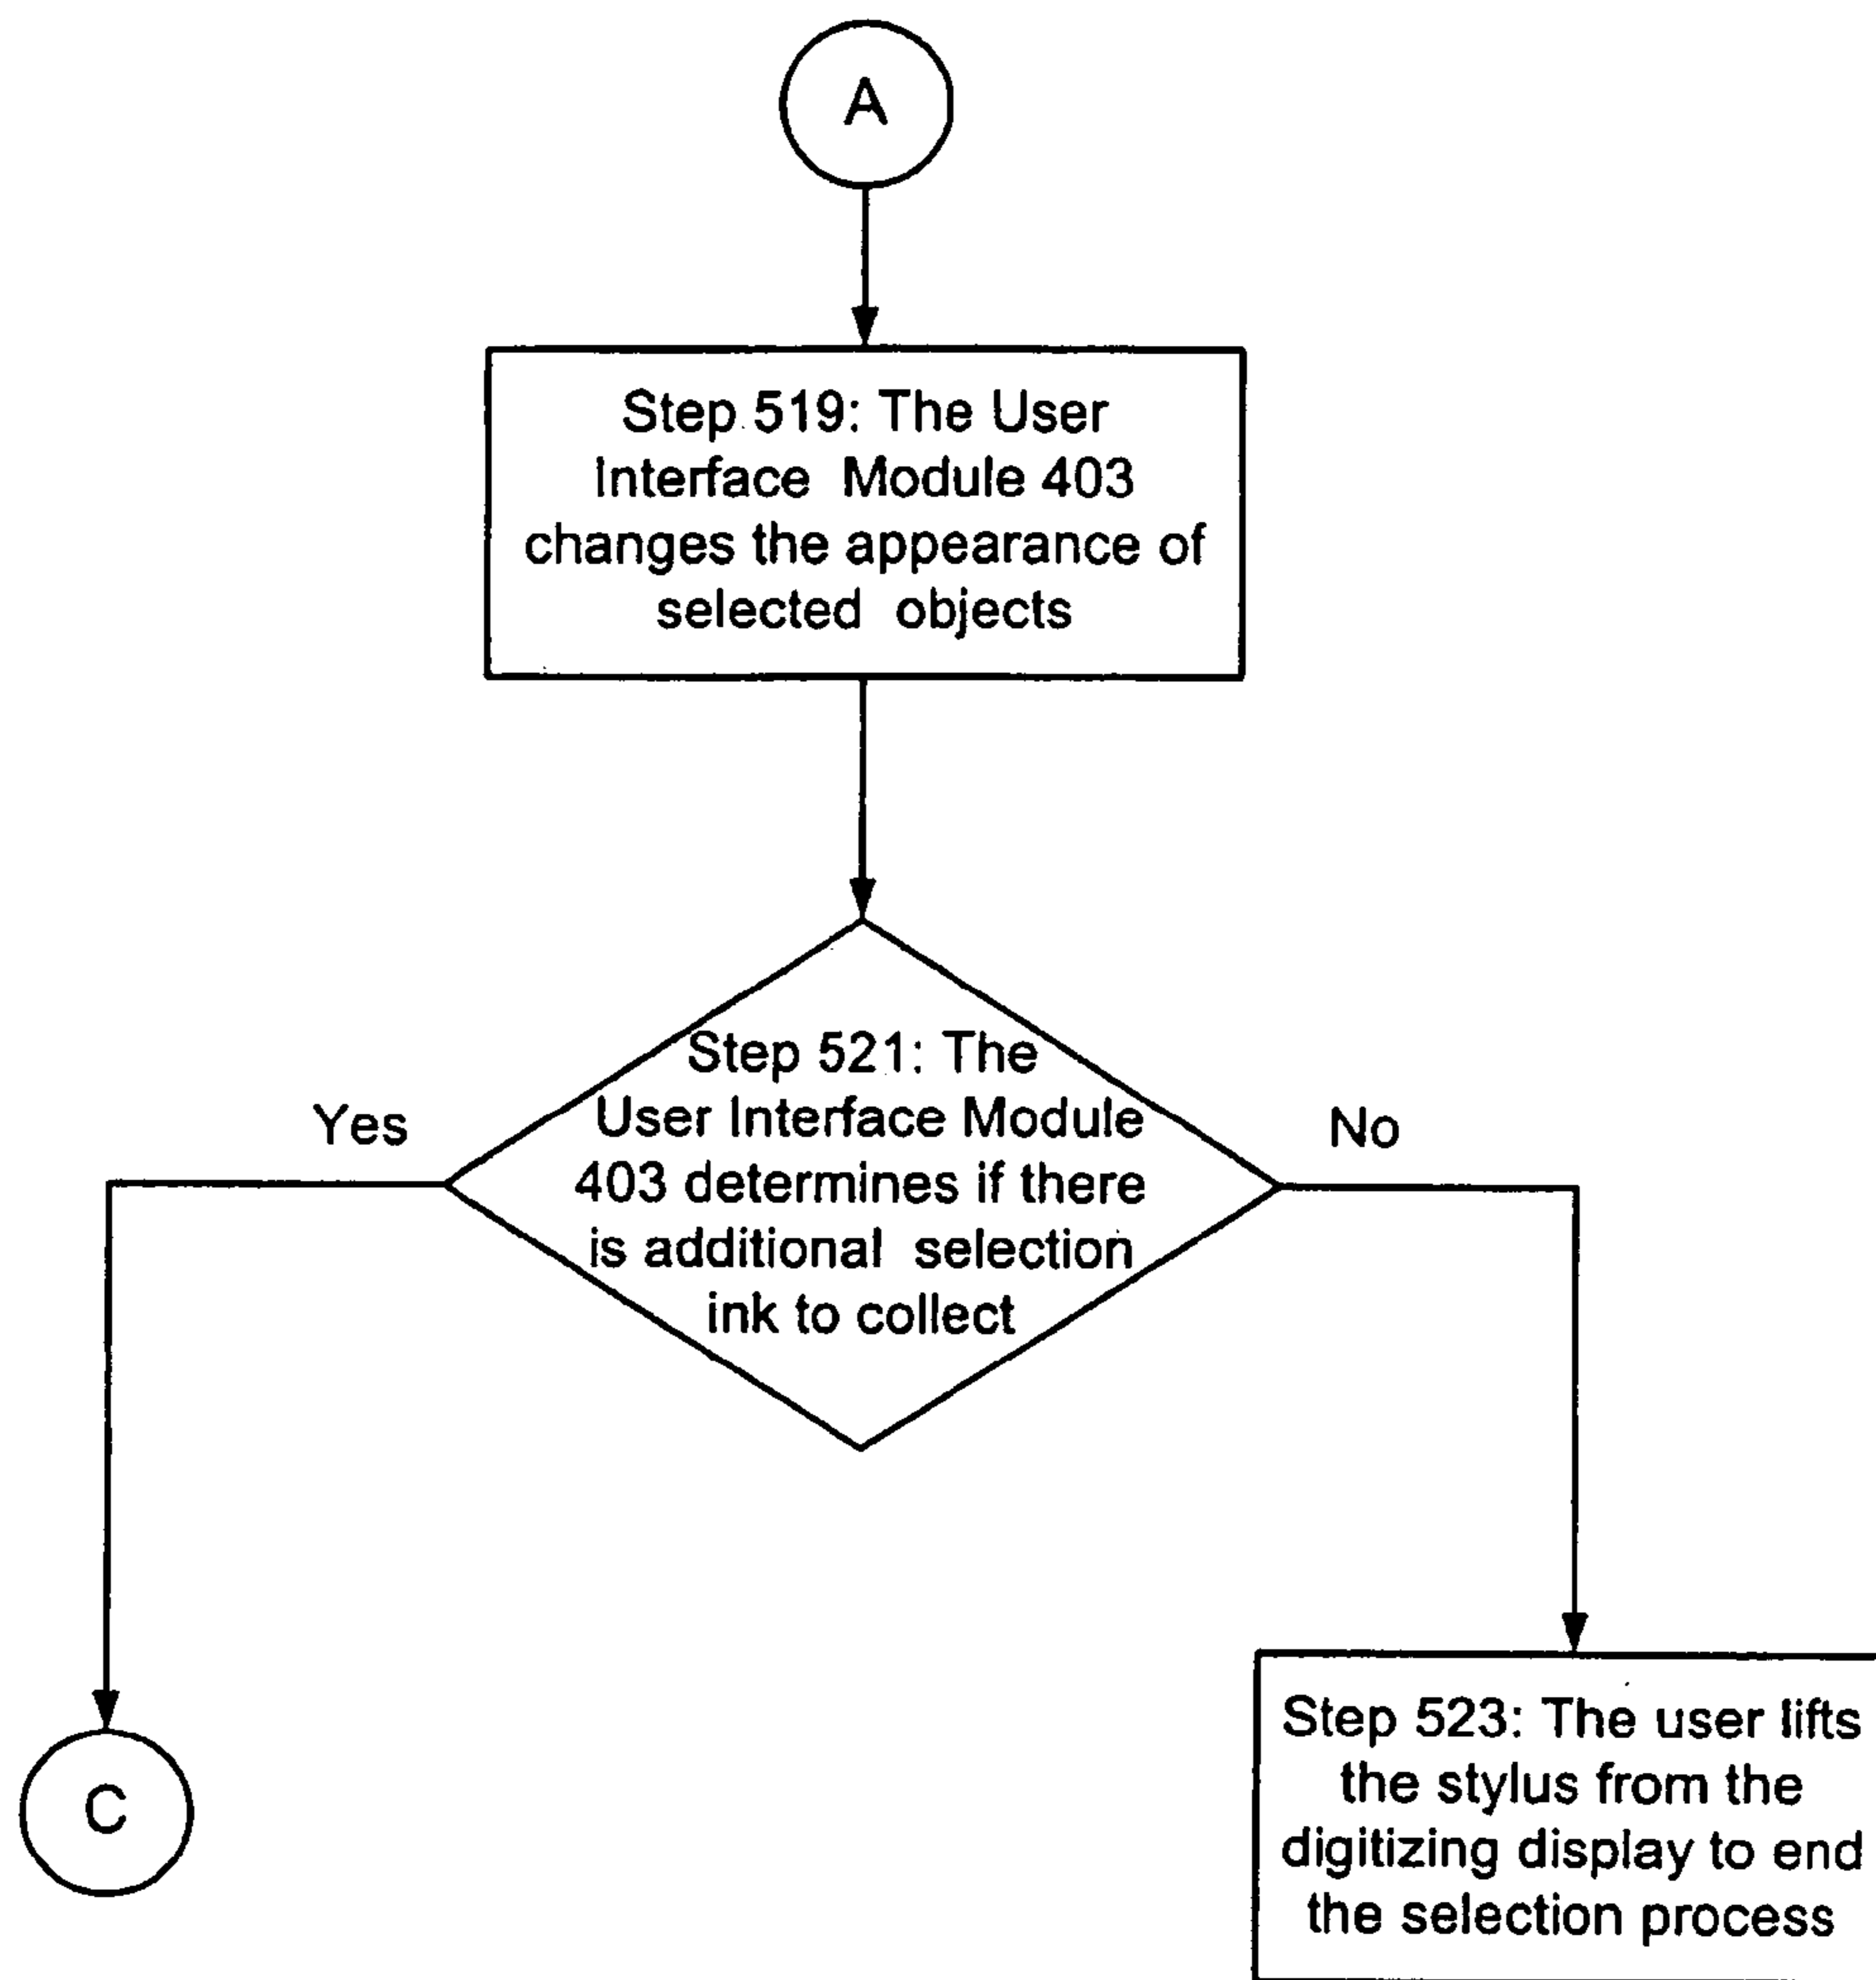 A
Step 519: The User
Interface Module 403
changes the appearance of
selected objects
Step 521: The
User Interface Module
403 determines if there
is additional selection
ink to collect
Yes
No
C
Step 523: The user lifts
the stylus from the
digitizing display to end
the selection process